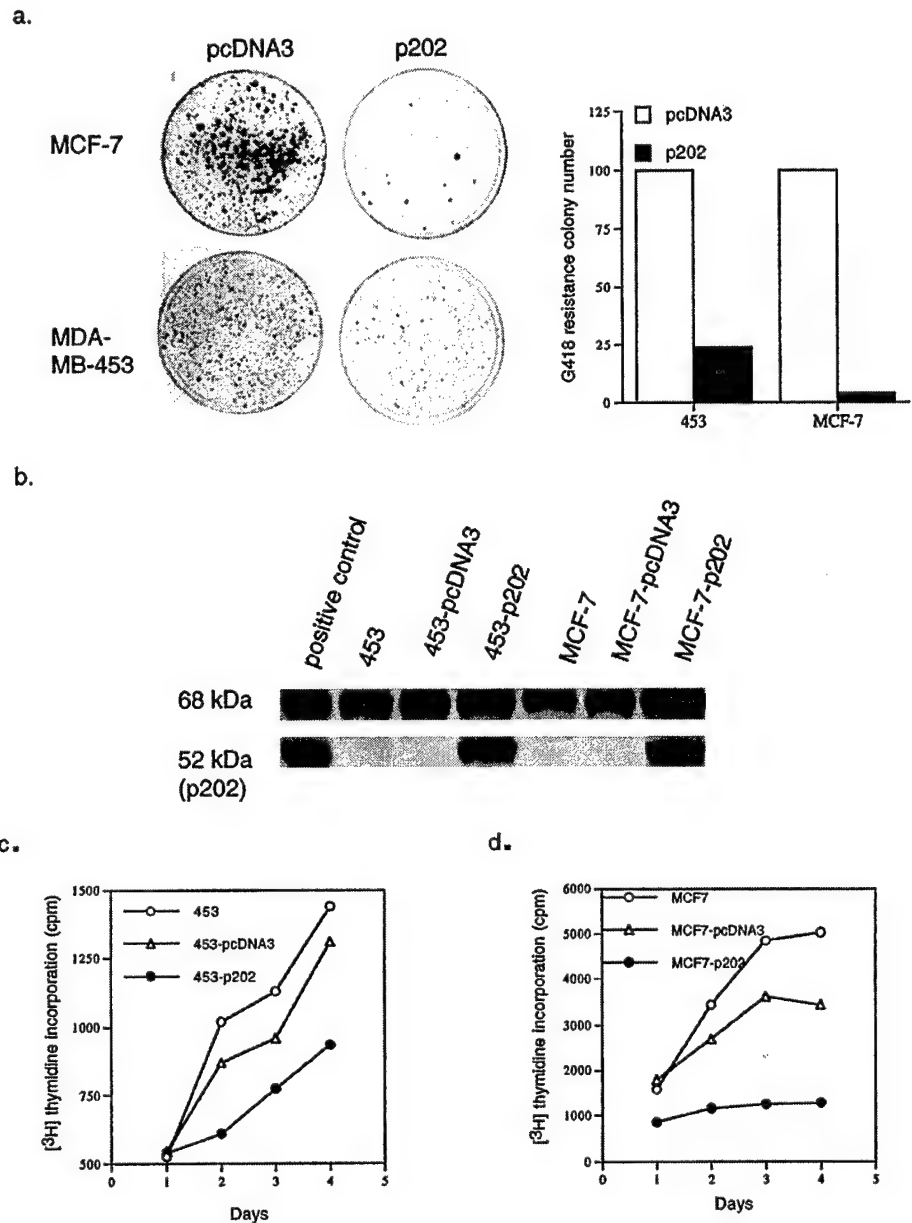 a.
pcDNA3
p202
MCF-7
MDA-
MB-453
G418 resistance colony number
125
100
75
50
25
0
pcDNA3
p202
453
MCF-7
b.
positive control
453
453-pcDNA3
453-p202
MCF-7
MCF-7-pcDNA3
MCF-7-p202
68 kDa
52 kDa
(p202)
c.
[³H] thymidine incorporation (cpm)
1500
1000
750
500
453
453-pcDNA3
453-p202
0
1
2
3
4
5
Days
d.
[³H] thymidine incorporation (cpm)
6000
5000
4000
3000
2000
1000
0
MCF7
MCF7-pcDNA3
MCF7-p202
0
1
2
3
4
5
Days